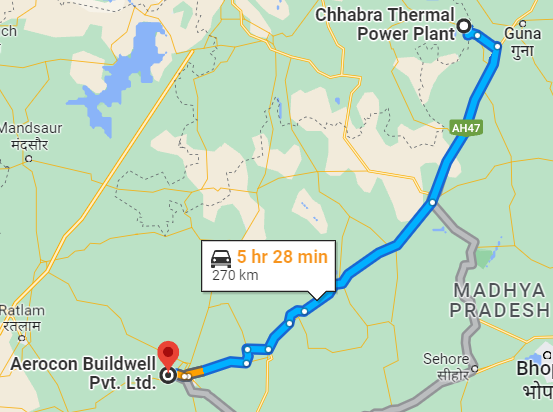 Chhabra Thermal
Power Plant
Guna
गुना
ch
AH47
Mandsaur
मंदसौर
5 hr 28 min
270 km
MADHYA
PRADESH
Ratlam
रतलाम
Aerocon Buildwell
Pvt. Ltd.
Sehore
सीहोर
Bho
भोप